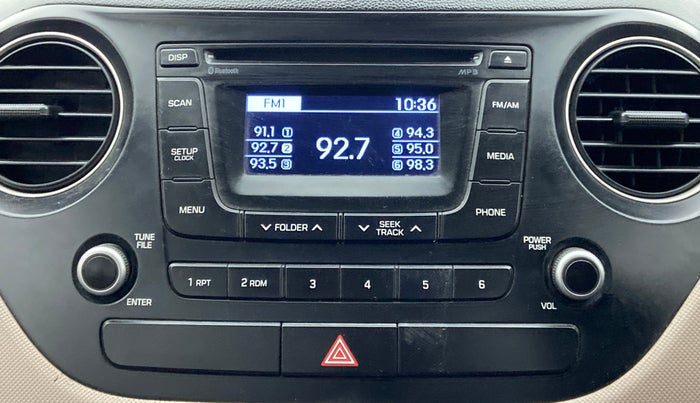 DISP
Bluetooth
MP3
SCAN
FM1 10:36
FM/AM
91.1 1
92.7 2
93.5 3
92.7
4 94.3
5 95.0
6 98.3
SETUP
CLOCK
MEDIA
MENU
FOLDER
SEEK
TRACK
PHONE
TUNE
FILE
ENTER
1 RPT
2 RDM
3
4
5
6
POWER
PUSH
VOL